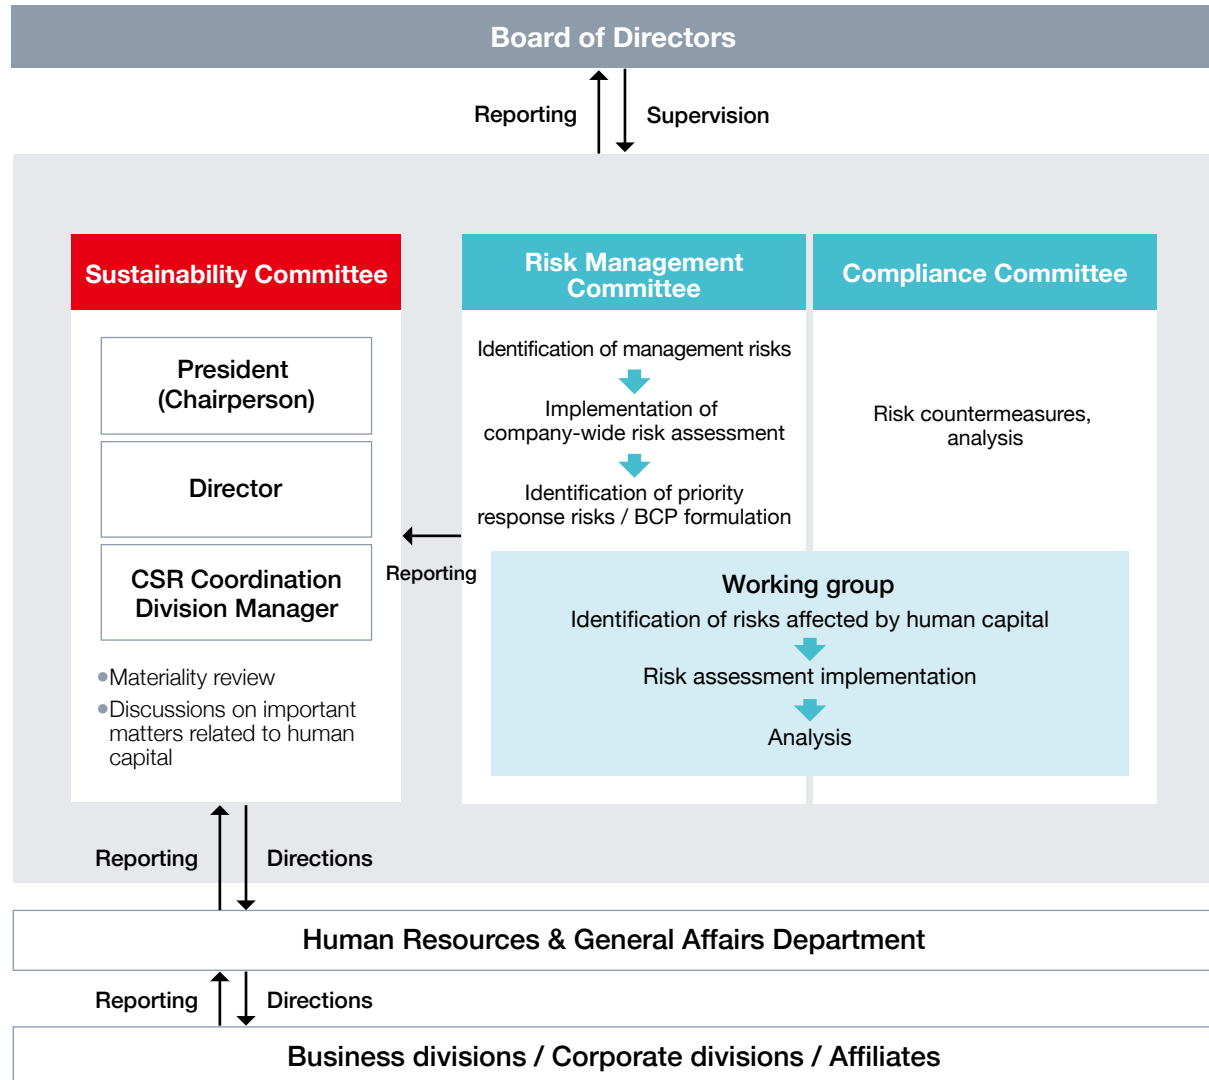 Board of Directors
Reporting
Supervision
Sustainability Committee
President
(Chairperson)
Director
CSR Coordination
Division Manager
●Materiality review
●Discussions on important
matters related to human
capital
Reporting
Risk Management
Committee
Identification of management risks
Implementation of
company-wide risk assessment
Identification of priority
response risks / BCP formulation
Compliance Committee
Risk countermeasures,
analysis
Working group
Identification of risks affected by human capital
Risk assessment implementation
Analysis
Reporting
Directions
Human Resources & General Affairs Department
Reporting
Directions
Business divisions / Corporate divisions / Affiliates